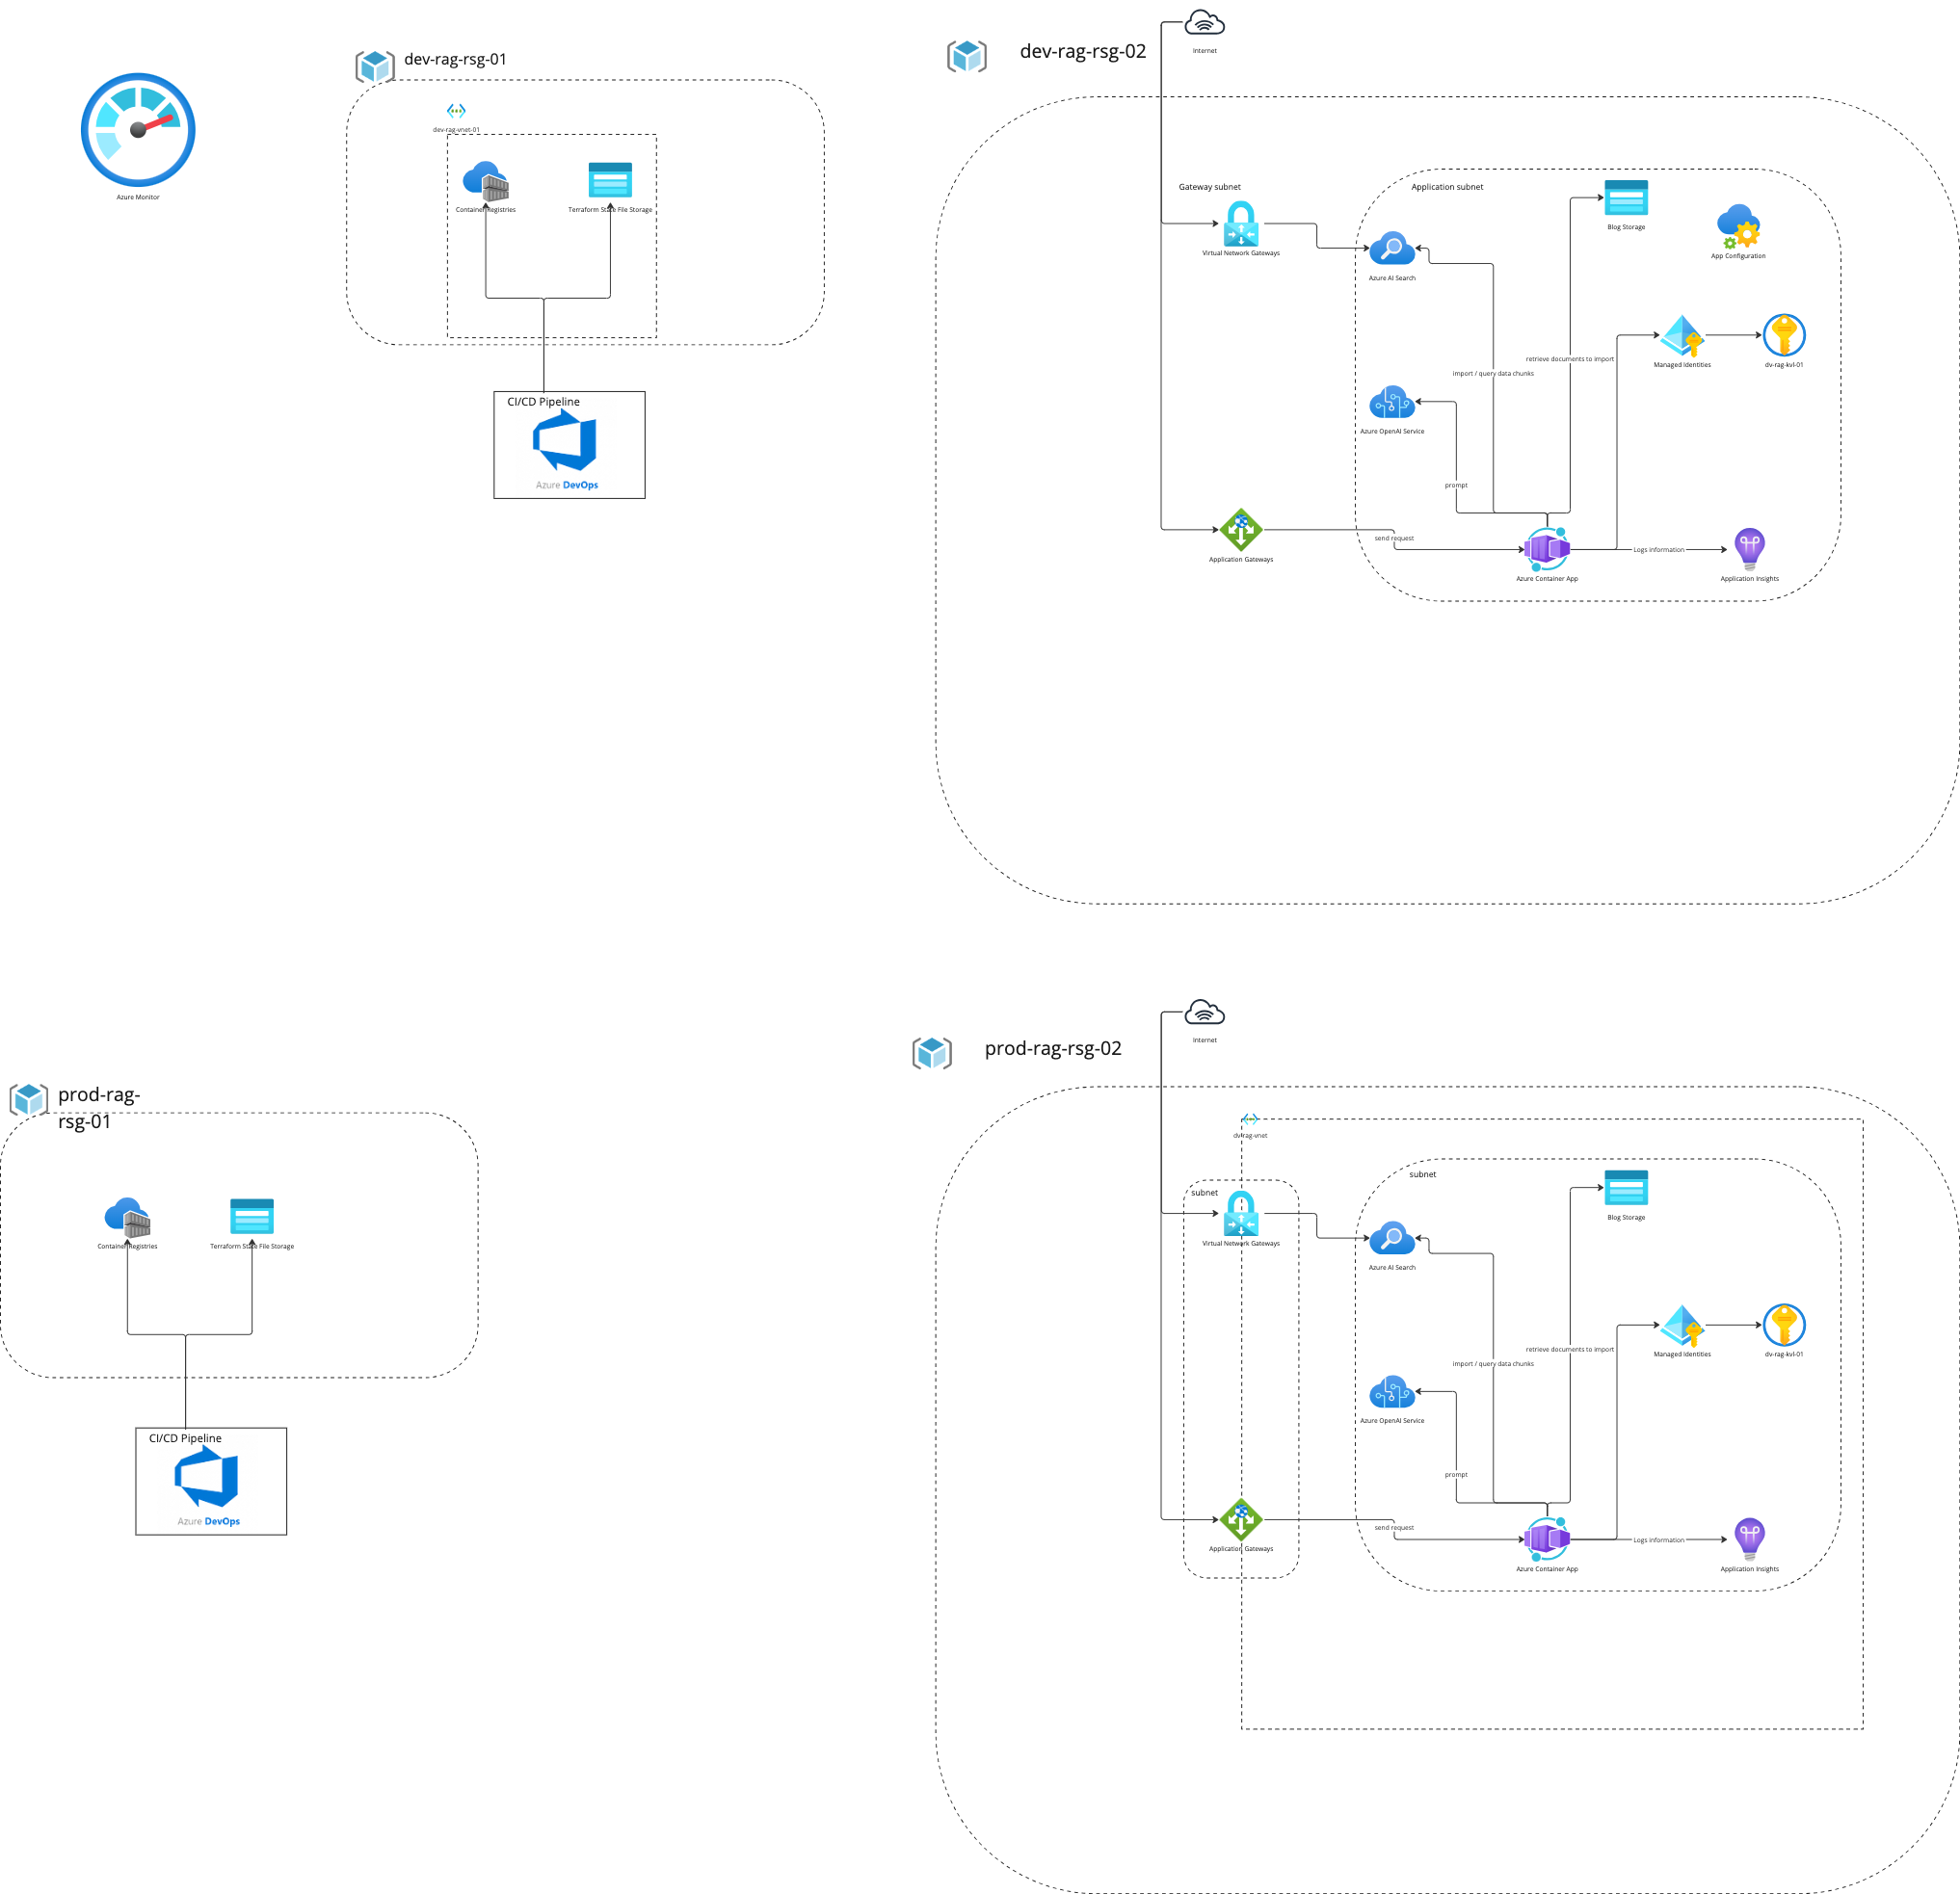 Azure Monitor
dev-rag-rsg-01
dev-rag-vnet-01
Container Registries
Terraform State File Storage
CI/CD Pipeline
Azure DevOps
dev-rag-rsg-02
Internet
Gateway subnet
Virtual Network Gateways
Application Gateways
Application subnet
Azure AI Search
Azure OpenAI Service
Blog Storage
App Configuration
Managed Identities
dv-rag-kvl-01
retrieve documents to import
import / query data chunks
prompt
send request
Azure Container App
Logs information
Application Insights
prod-rag-
rsg-01
Container Registries
Terraform State File Storage
CI/CD Pipeline
Azure DevOps
prod-rag-rsg-02
Internet
dv-rag-vnet
subnet
Virtual Network Gateways
Application Gateways
subnet
Azure AI Search
Azure OpenAI Service
Blog Storage
Managed Identities
dv-rag-kvl-01
retrieve documents to import
import / query data chunks
prompt
send request
Azure Container App
Logs information
Application Insights